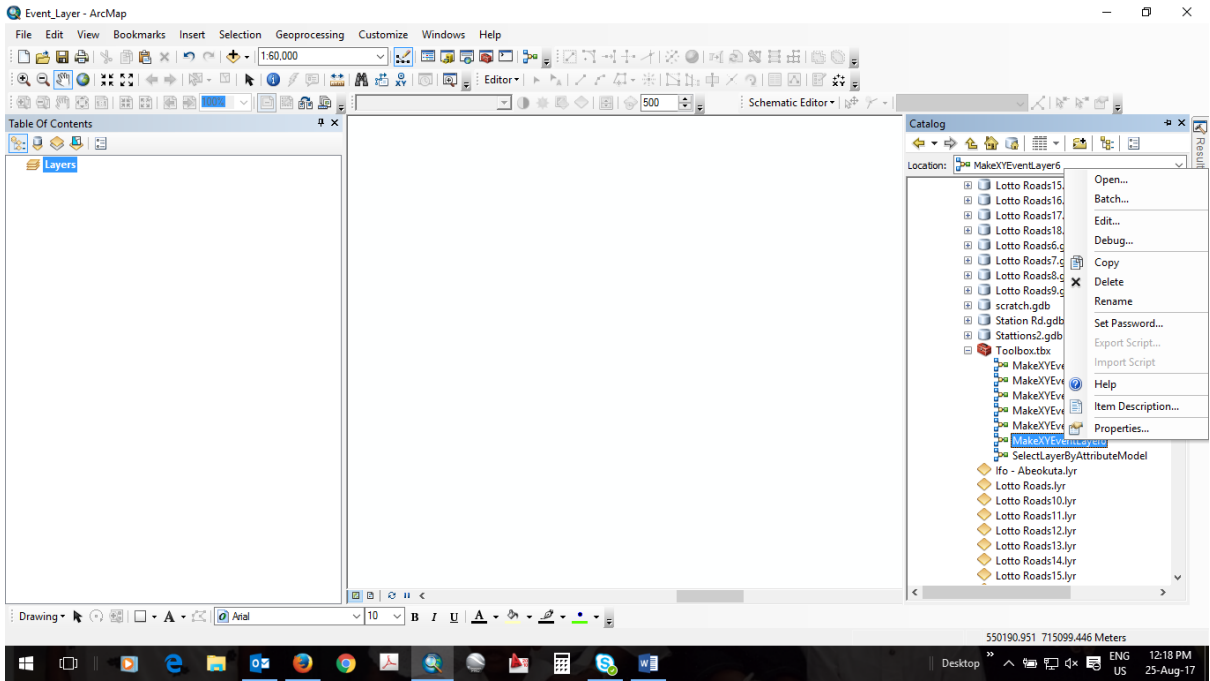 Event_Layer - ArcMap
File Edit View Bookmarks Insert Selection Geoprocessing Customize Windows Help
1:60,000
Editor
100%
500
Schematic Editor
Table Of Contents
Layers
Catalog
Location: MakeXYEventLayer6
Lotto Roads15.
Lotto Roads16.
Lotto Roads17.
Lotto Roads18.
Lotto Roads6.g
Lotto Roads7.g
Lotto Roads8.g
Lotto Roads9.g
scratch.gdb
Station Rd.gdb
Stattions2.gdb
Toolbox.tbx
MakeXYEve
MakeXYEve
MakeXYEve
MakeXYEve
MakeXYEve
MakeXYEventLayer6
SelectLayerByAttributeModel
Ifo - Abeokuta.lyr
Lotto Roads.lyr
Lotto Roads10.lyr
Lotto Roads11.lyr
Lotto Roads12.lyr
Lotto Roads13.lyr
Lotto Roads14.lyr
Lotto Roads15.lyr
Open...
Batch...
Edit...
Debug...
Copy
Delete
Rename
Set Password...
Export Script...
Import Script
Help
Item Description...
Properties...
Drawing A Arial 10 B I U A
550190.951 715099.446 Meters
Desktop ENG 12:18 PM
US 25-Aug-17